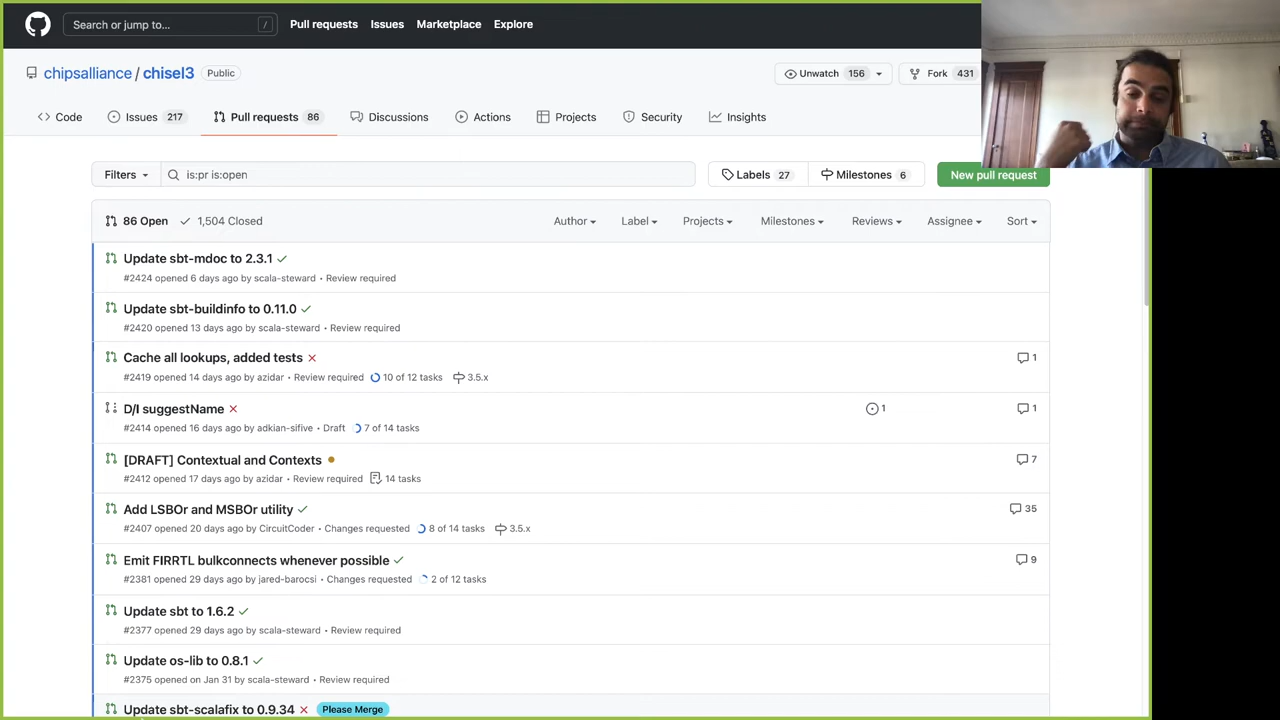 Search or jump to... /
Pull requests Issues Marketplace Explore
chipsalliance / chisel3 Public
Unwatch 156 Fork 431
Code Issues 217 Pull requests 86 Discussions Actions Projects Security Insights
Filters is:pr is:open Labels 27 Milestones 6 New pull request
86 Open 1,504 Closed Author Label Projects Milestones Reviews Assignee Sort
Update sbt-mdoc to 2.3.1
#2424 opened 6 days ago by scala-steward • Review required
Update sbt-buildinfo to 0.11.0
#2420 opened 13 days ago by scala-steward • Review required
Cache all lookups, added tests 1
#2419 opened 14 days ago by azidar • Review required 10 of 12 tasks 3.5.x
D/I suggestName 1 1
#2414 opened 16 days ago by adkian-sifive • Draft 7 of 14 tasks
[DRAFT] Contextual and Contexts 7
#2412 opened 17 days ago by azidar • Review required 14 tasks
Add LSBOr and MSBOr utility 35
#2407 opened 20 days ago by CircuitCoder • Changes requested 8 of 14 tasks 3.5.x
Emit FIRRTL bulkconnects whenever possible 9
#2381 opened 29 days ago by jared-barocsi • Changes requested 2 of 12 tasks
Update sbt to 1.6.2
#2377 opened 29 days ago by scala-steward • Review required
Update os-lib to 0.8.1
#2375 opened on Jan 31 by scala-steward • Review required
Update sbt-scalafix to 0.9.34 Please Merge